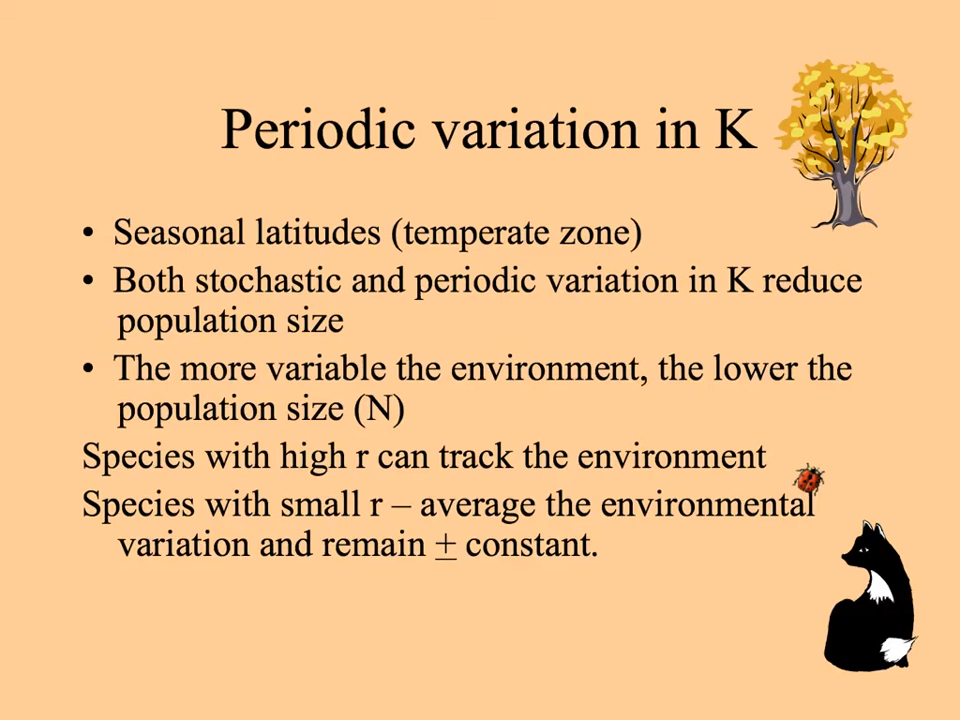 Periodic variation in K
• Seasonal latitudes (temperate zone)
• Both stochastic and periodic variation in K reduce
population size
• The more variable the environment, the lower the
population size (N)
Species with high r can track the environment
Species with small r – average the environmental
variation and remain ± constant.